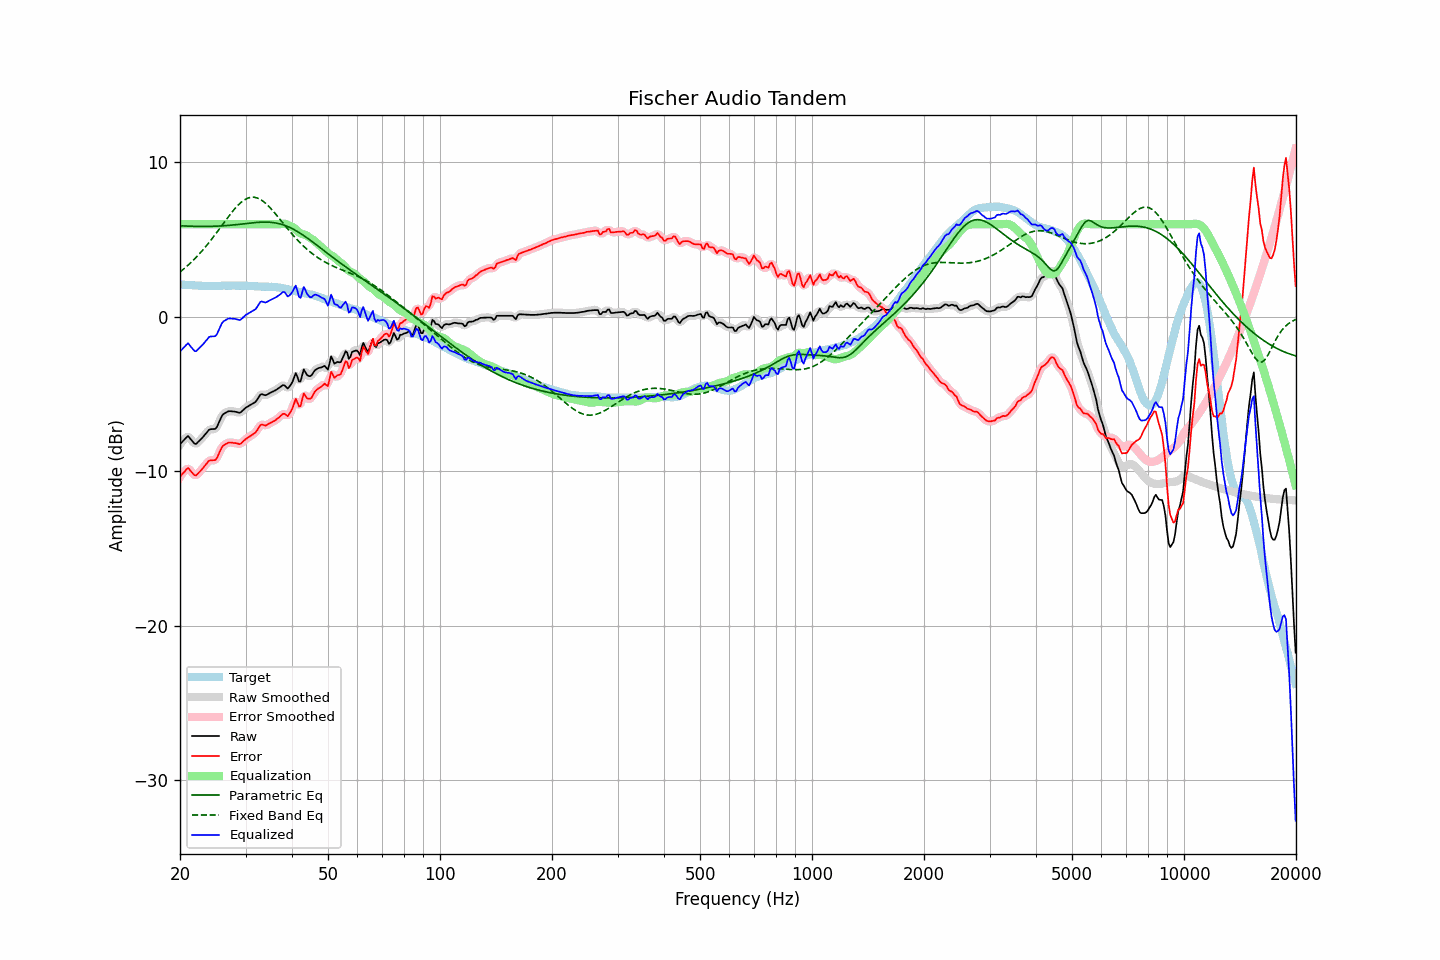 Fischer Audio Tandem
Amplitude (dBr)
10
0
−10
−20
−30
Target
Raw Smoothed
Error Smoothed
Raw
Error
Equalization
Parametric Eq
Fixed Band Eq
Equalized
20 50 100 200 500 1000 2000 5000 10000 20000
Frequency (Hz)